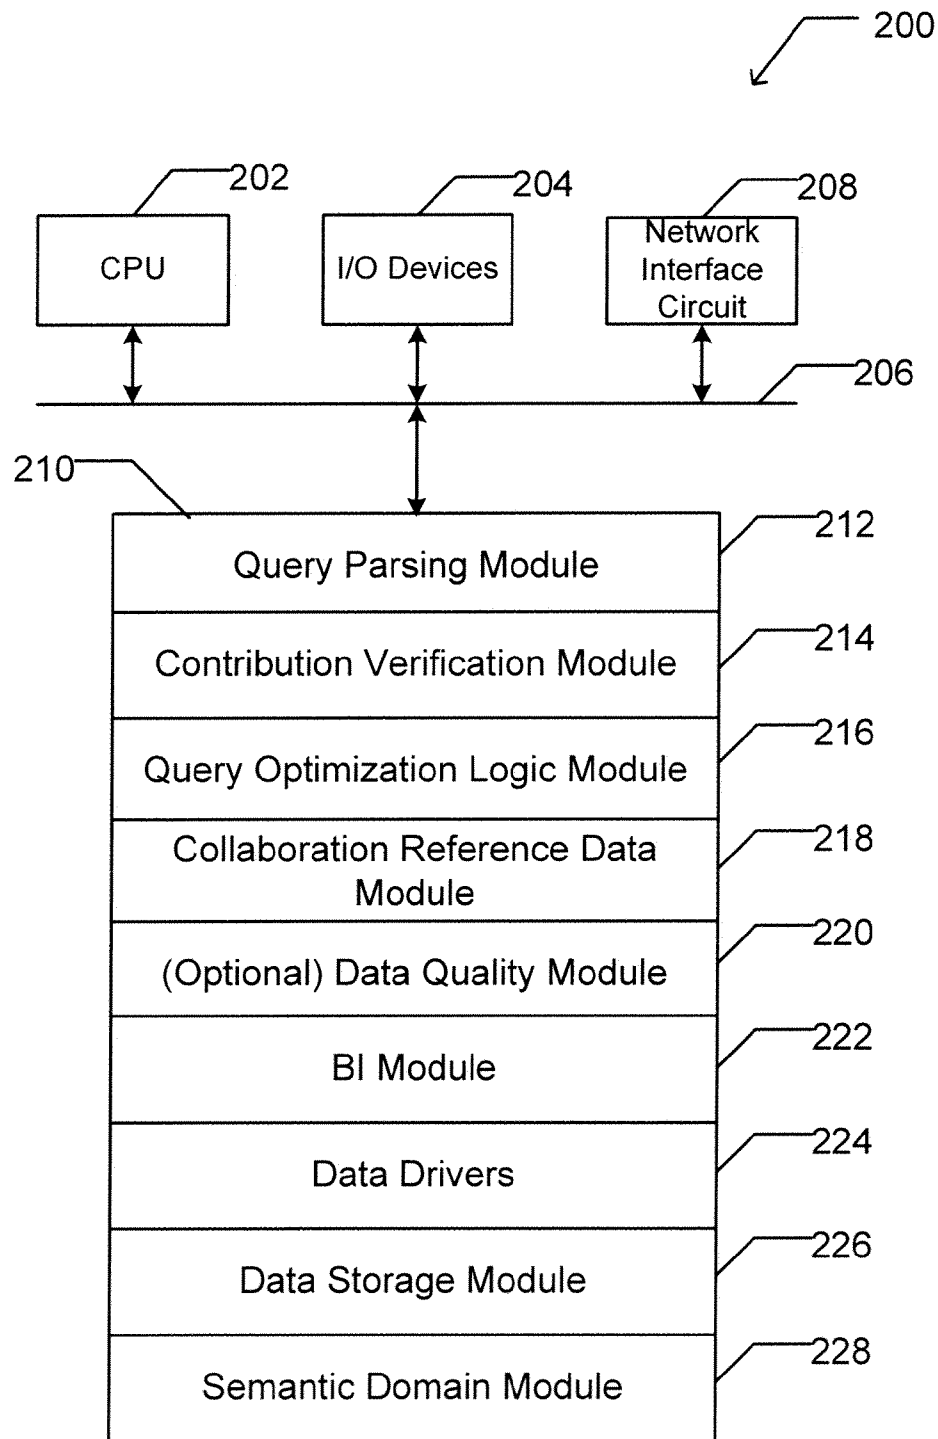 200
202
204
208
CPU
I/O Devices
Network
Interface
Circuit
206
210
212
Query Parsing Module
214
Contribution Verification Module
216
Query Optimization Logic Module
218
Collaboration Reference Data
Module
220
(Optional) Data Quality Module
222
BI Module
224
Data Drivers
226
Data Storage Module
228
Semantic Domain Module